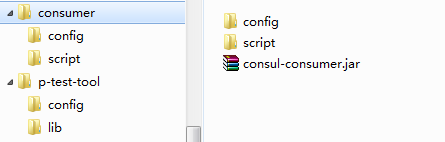 consumer
config
script
p-test-tool
config
lib
config
script
consul-consumer.jar